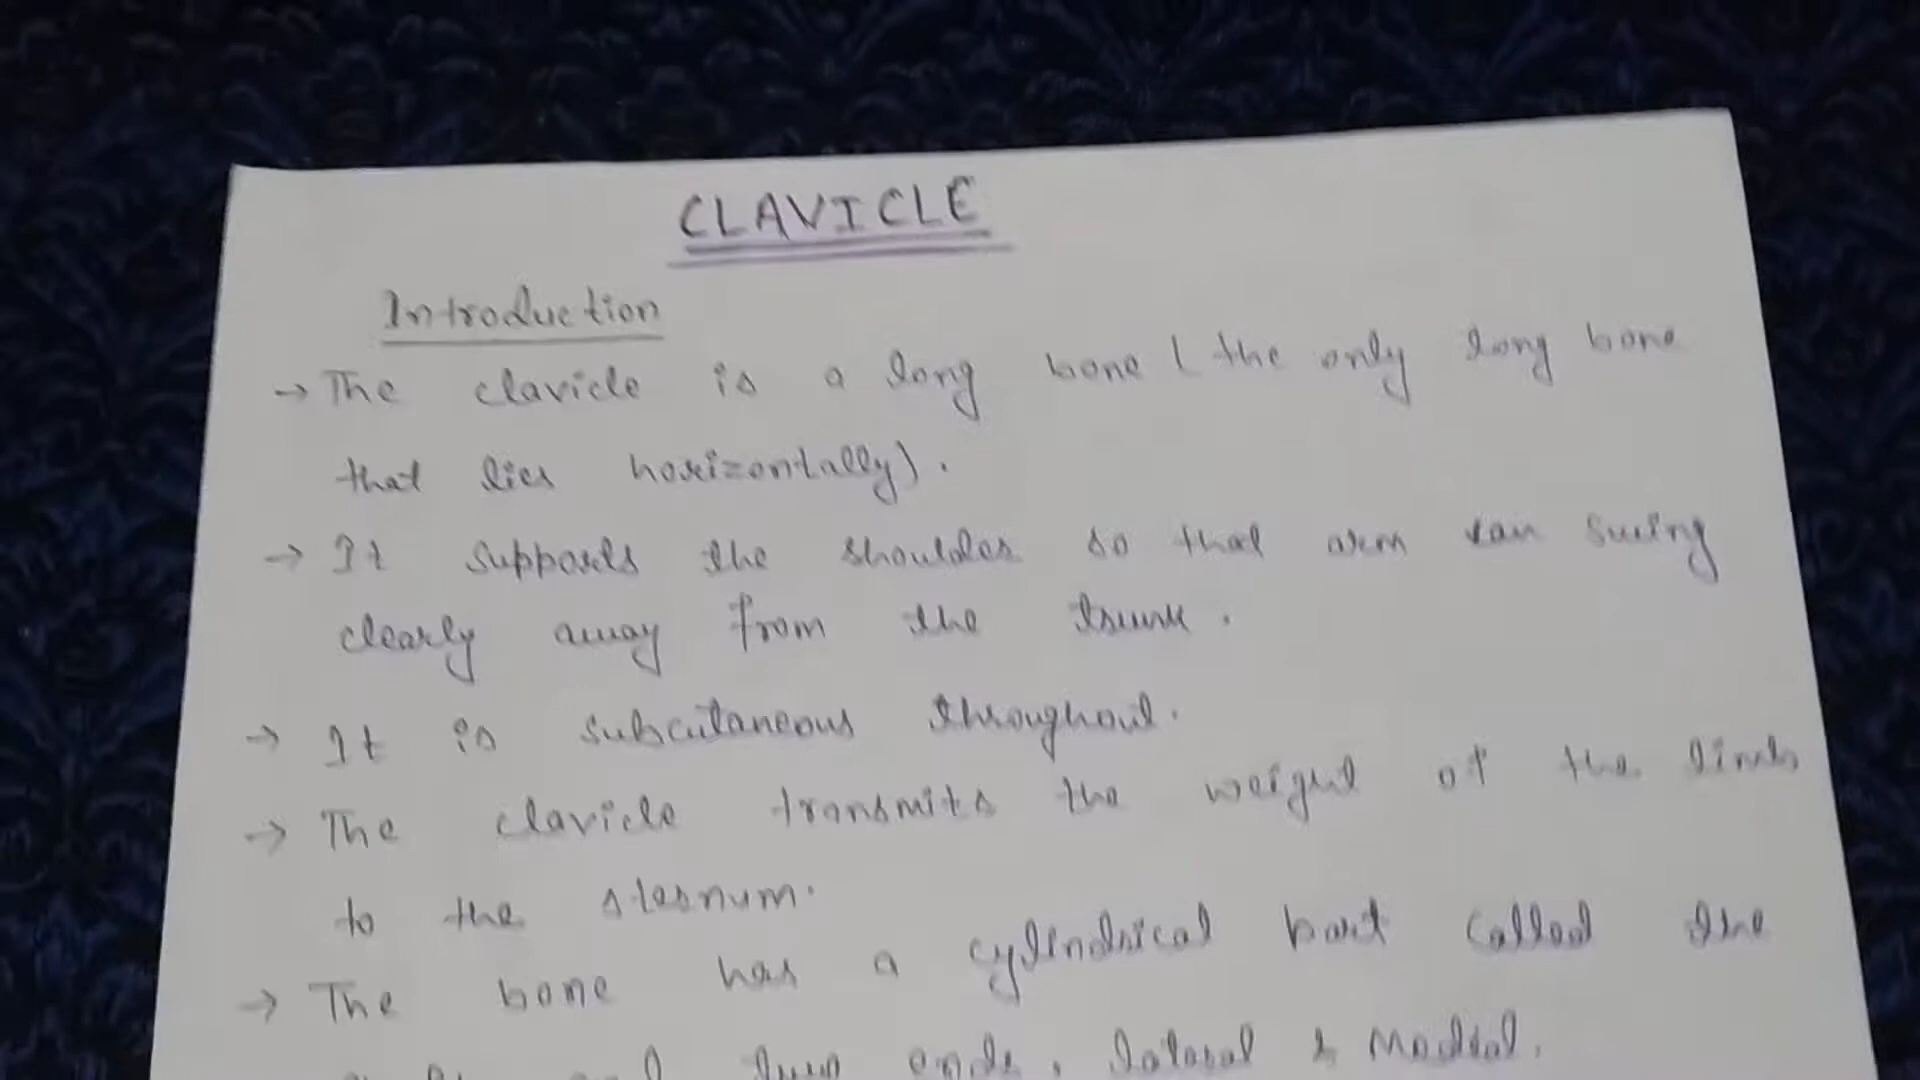 CLAVICLE
Introduction
→ The clavicle is a long bone ( the only long bone
that lies horizontally).
→ It supports the shoulder so that arm can swing
clearly away from the trunk.
→ It is subcutaneous throughout.
→ The clavicle transmits the weight of the limb
to the sternum.
→ The bone has a cylindrical part called the
two ends, lateral & medial.